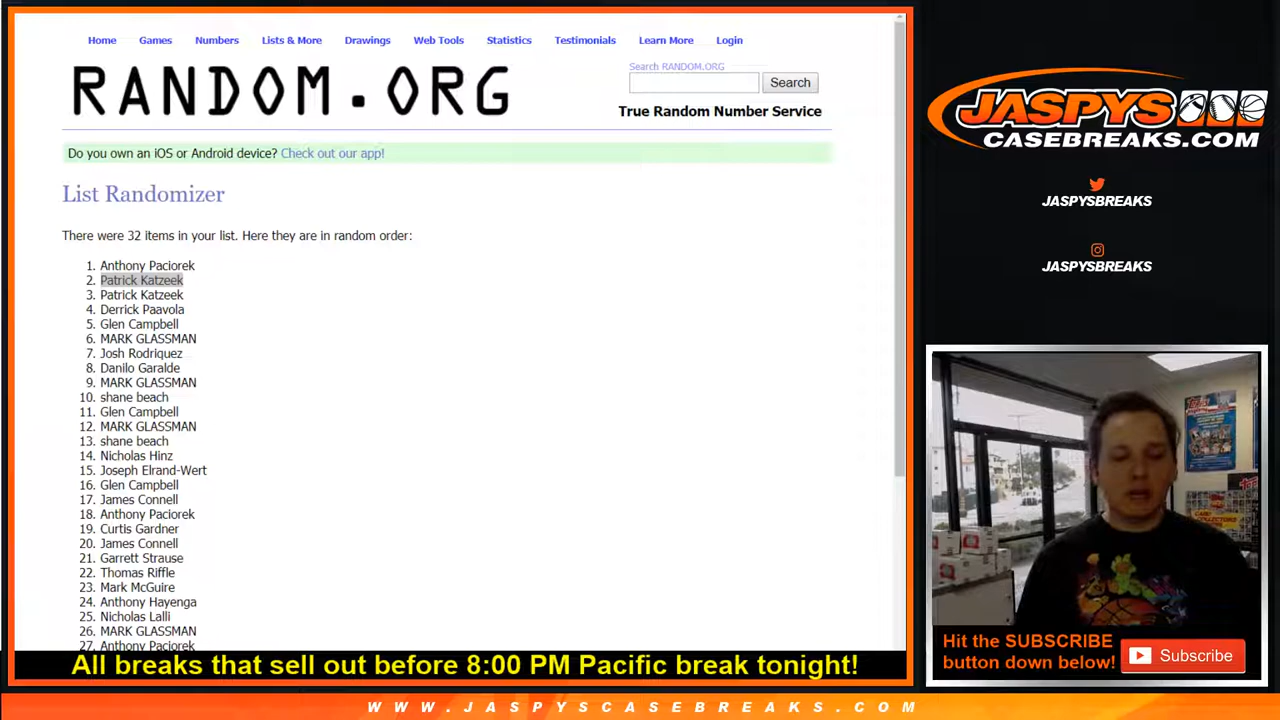 Home Games Numbers Lists & More Drawings Web Tools Statistics Testimonials Learn More Login
RANDOM.ORG
Search RANDOM.ORG
Search
True Random Number Service
Do you own an iOS or Android device? Check out our app!
List Randomizer
There were 32 items in your list. Here they are in random order:
1. Anthony Paciorek
2. Patrick Katzeek
3. Patrick Katzeek
4. Derrick Paavola
5. Glen Campbell
6. MARK GLASSMAN
7. Josh Rodriquez
8. Danilo Garalde
9. MARK GLASSMAN
10. shane beach
11. Glen Campbell
12. MARK GLASSMAN
13. shane beach
14. Nicholas Hinz
15. Joseph Elrand-Wert
16. Glen Campbell
17. James Connell
18. Anthony Paciorek
19. Curtis Gardner
20. James Connell
21. Garrett Strause
22. Thomas Riffle
23. Mark McGuire
24. Anthony Hayenga
25. Nicholas Lalli
26. MARK GLASSMAN
27. Anthony Paciorek
All breaks that sell out before 8:00 PM Pacific break tonight!
WWW.JASPYSCASEBREAKS.COM
JASPYS
CASEBREAKS.COM
JASPYSBREAKS
JASPYSBREAKS
Hit the SUBSCRIBE
button down below!
Subscribe